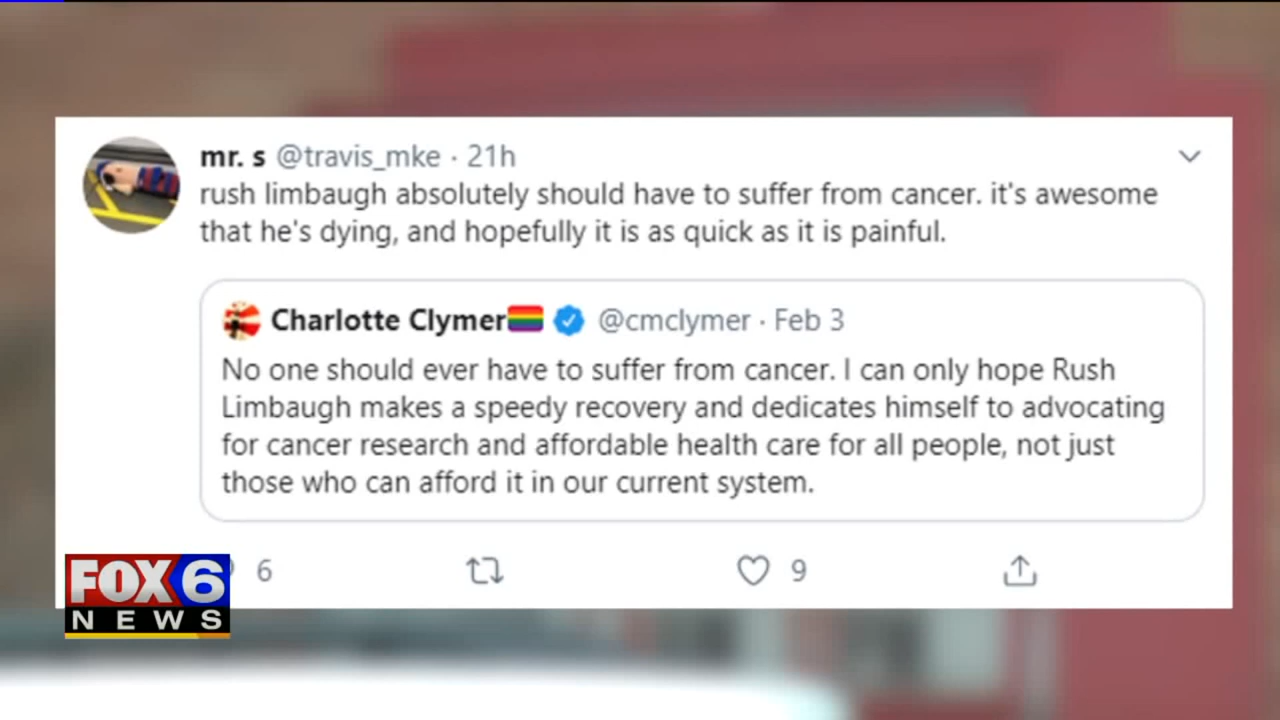 mr. s @travis_mke · 21h
rush limbaugh absolutely should have to suffer from cancer. it's awesome
that he's dying, and hopefully it is as quick as it is painful.
Charlotte Clymer @cmclymer · Feb 3
No one should ever have to suffer from cancer. I can only hope Rush
Limbaugh makes a speedy recovery and dedicates himself to advocating
for cancer research and affordable health care for all people, not just
those who can afford it in our current system.
6 9
FOX 6
NEWS